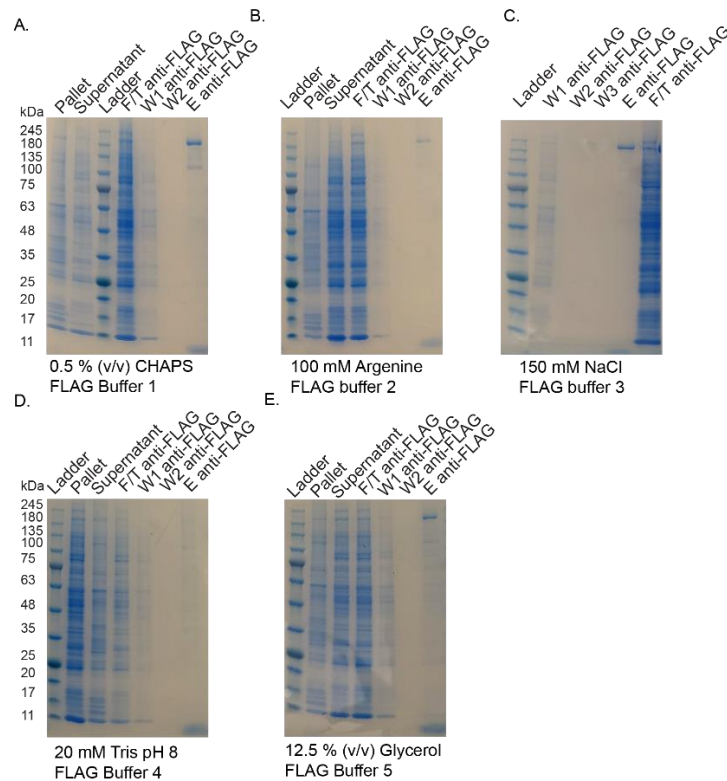 A.
Pallet
Supernatant
Ladder
F/T anti-FLAG
W1 anti-FLAG
W2 anti-FLAG
E anti-FLAG
kDa
245
180
135
100
75
63
48
35
25
20
17
11
0.5 % (v/v) CHAPS
FLAG Buffer 1
B.
Ladder
Pallet
Supernatant
F/T anti-FLAG
W1 anti-FLAG
W2 anti-FLAG
E anti-FLAG
100 mM Argenine
FLAG buffer 2
C.
Ladder
W1 anti-FLAG
W2 anti-FLAG
W3 anti-FLAG
E anti-FLAG
F/T anti-FLAG
150 mM NaCl
FLAG buffer 3
D.
Ladder
Pallet
Supernatant
F/T anti-FLAG
W1 anti-FLAG
W2 anti-FLAG
E anti-FLAG
kDa
245
180
135
100
75
63
48
35
25
20
17
11
20 mM Tris pH 8
FLAG Buffer 4
E.
Ladder
Pallet
Supernatant
F/T anti-FLAG
W1 anti-FLAG
W2 anti-FLAG
E anti-FLAG
12.5 % (v/v) Glycerol
FLAG Buffer 5